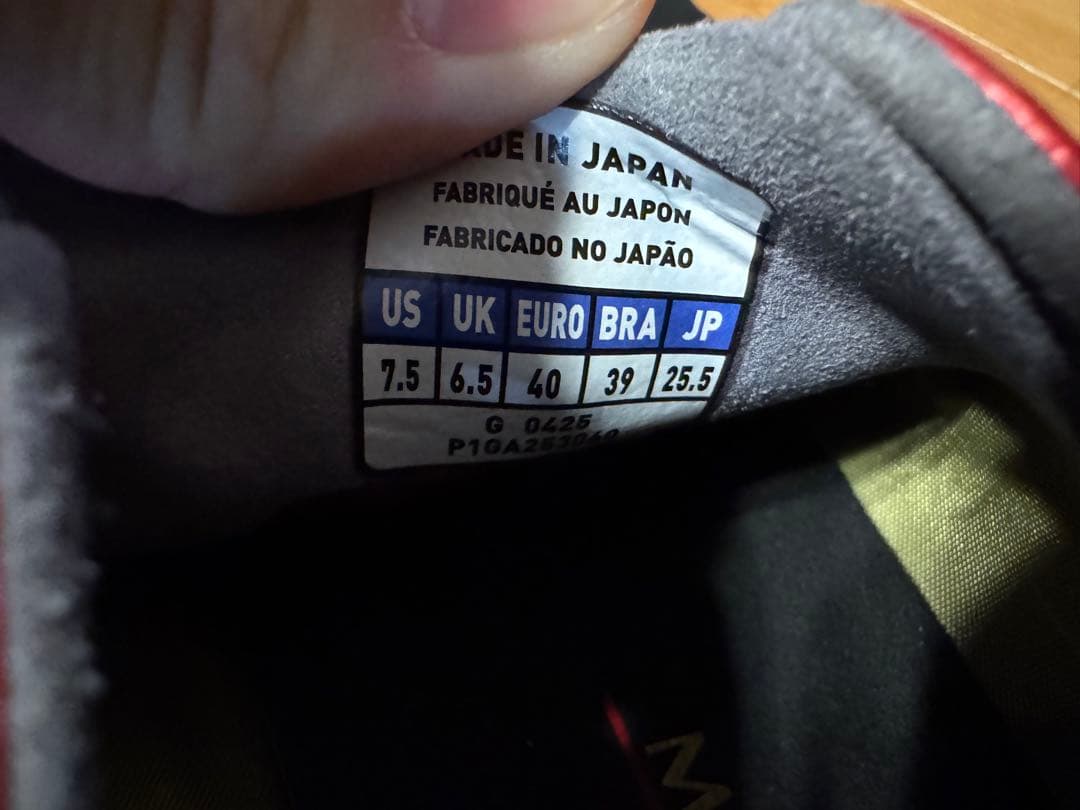 IN JAPAN
FABRIQUÉ AU JAPON
FABRICADO NO JAPÃO
US UK EURO BRA JP
7.5 6.5 40 39 25.5
G 0425